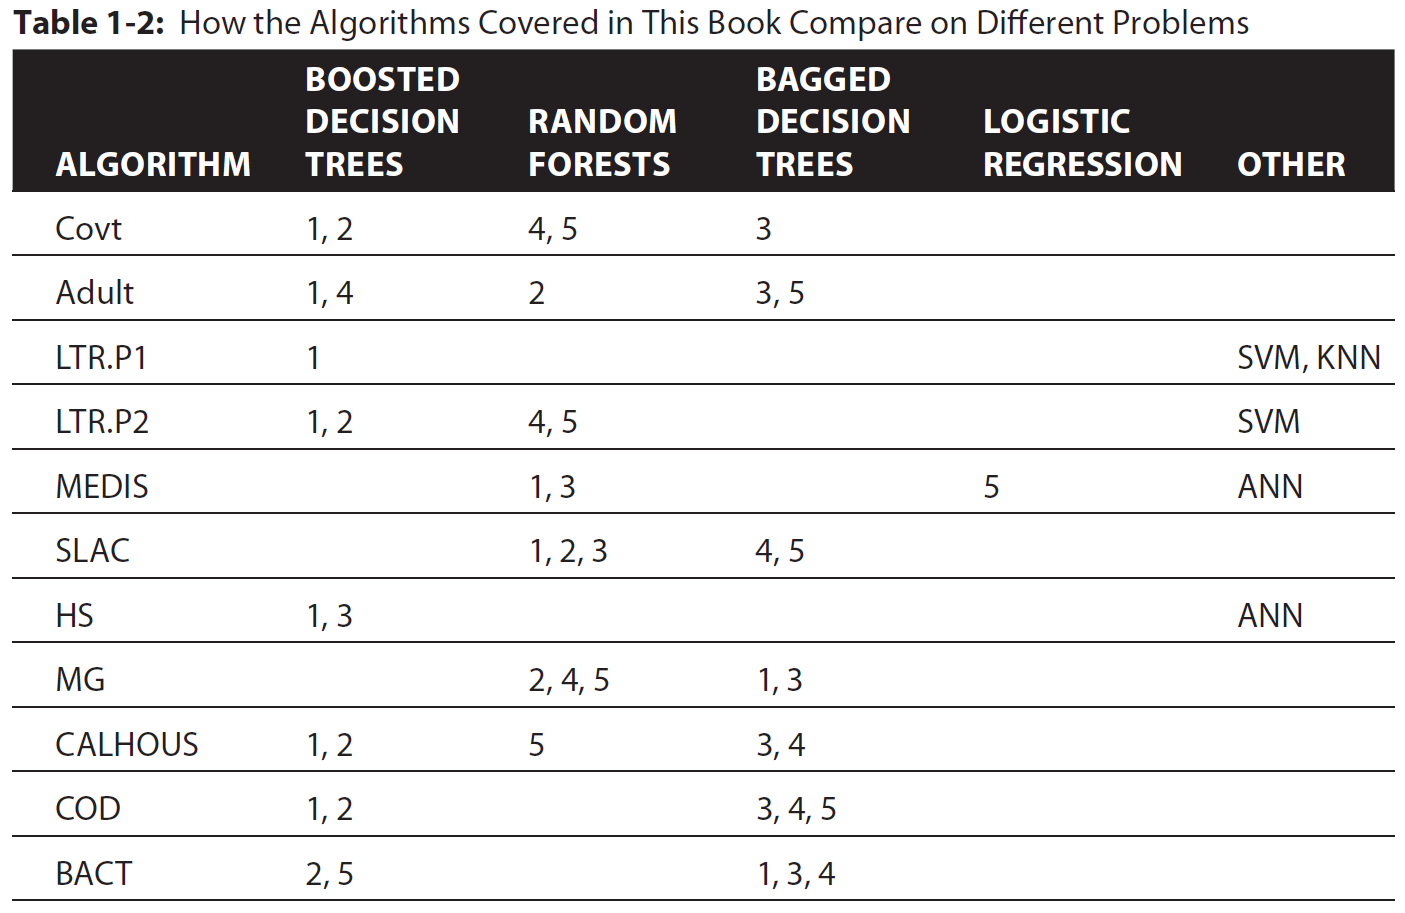 Table 1-2: How the Algorithms Covered in This Book Compare on Different Problems
ALGORITHM BOOSTED DECISION TREES RANDOM FORESTS BAGGED DECISION TREES LOGISTIC REGRESSION OTHER
Covt 1, 2 4, 5 3
Adult 1, 4 2 3, 5
LTR.P1 1 SVM, KNN
LTR.P2 1, 2 4, 5 SVM
MEDIS 1, 3 5 ANN
SLAC 1, 2, 3 4, 5
HS 1, 3 ANN
MG 2, 4, 5 1, 3
CALHOUS 1, 2 5 3, 4
COD 1, 2 3, 4, 5
BACT 2, 5 1, 3, 4